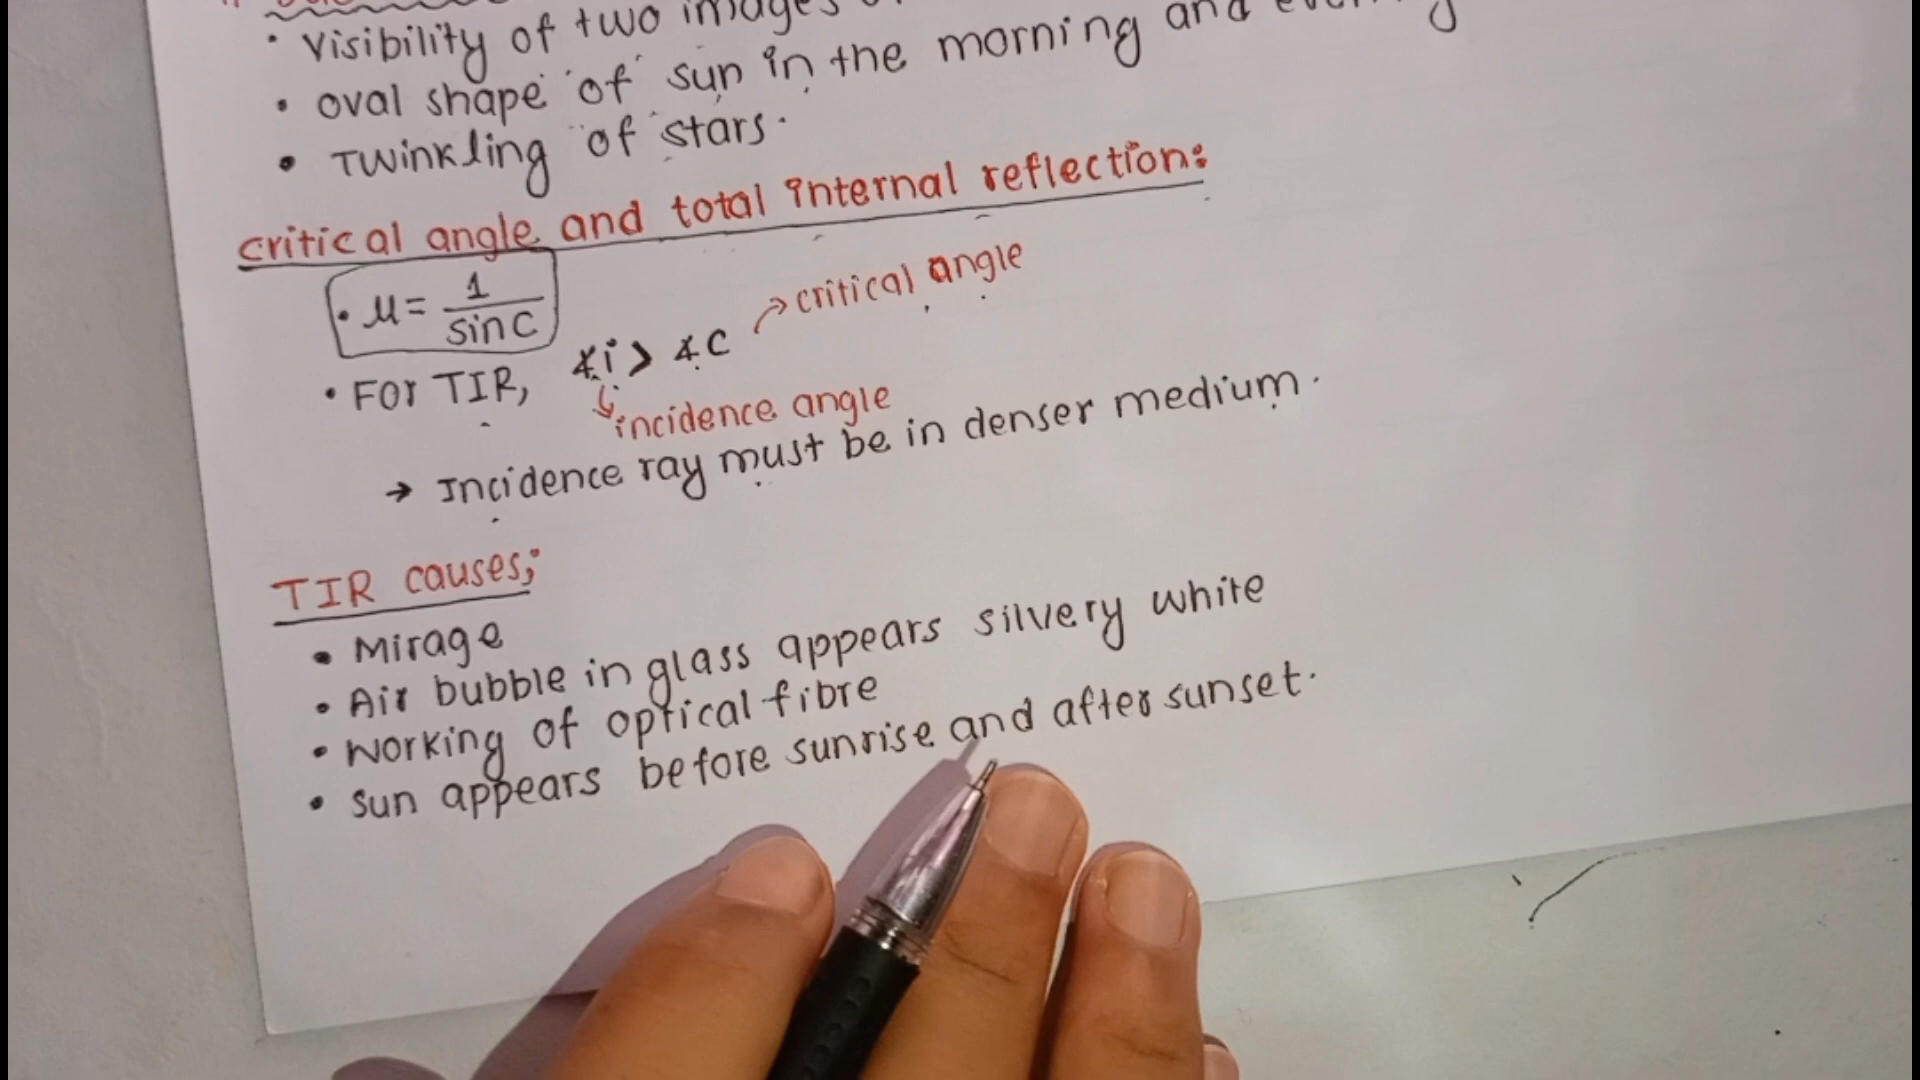 • Visibility of two images
• oval shape of sun in the morning and
• Twinkling of stars.
critical angle and total internal reflection:
• μ = 1/sin c
• For TIR, ∡i > ∡c → critical angle
↳ incidence angle
→ Incidence ray must be in denser medium.
TIR causes;
• Mirage
• Air bubble in glass appears silvery white
• Working of optical fibre
• Sun appears before sunrise and after sunset.